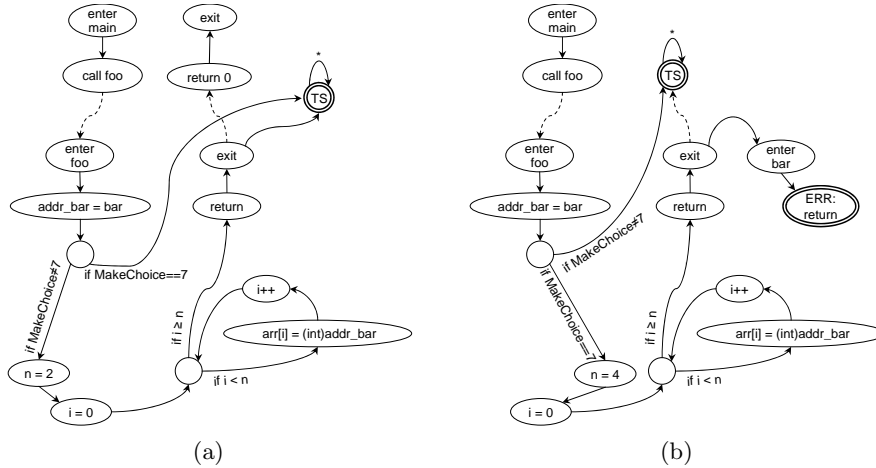 enter
main
call foo
enter
foo
addr_bar = bar
if MakeChoice≠7
if MakeChoice==7
n = 2
i = 0
exit
return 0
*
TS
exit
return
if i ≥ n
i++
arr[i] = (int)addr_bar
if i < n
(a)
enter
main
call foo
enter
foo
addr_bar = bar
if MakeChoice≠7
if MakeChoice==7
n = 4
i = 0
*
TS
exit
enter
bar
ERR:
return
return
if i ≥ n
i++
arr[i] = (int)addr_bar
if i < n
(b)